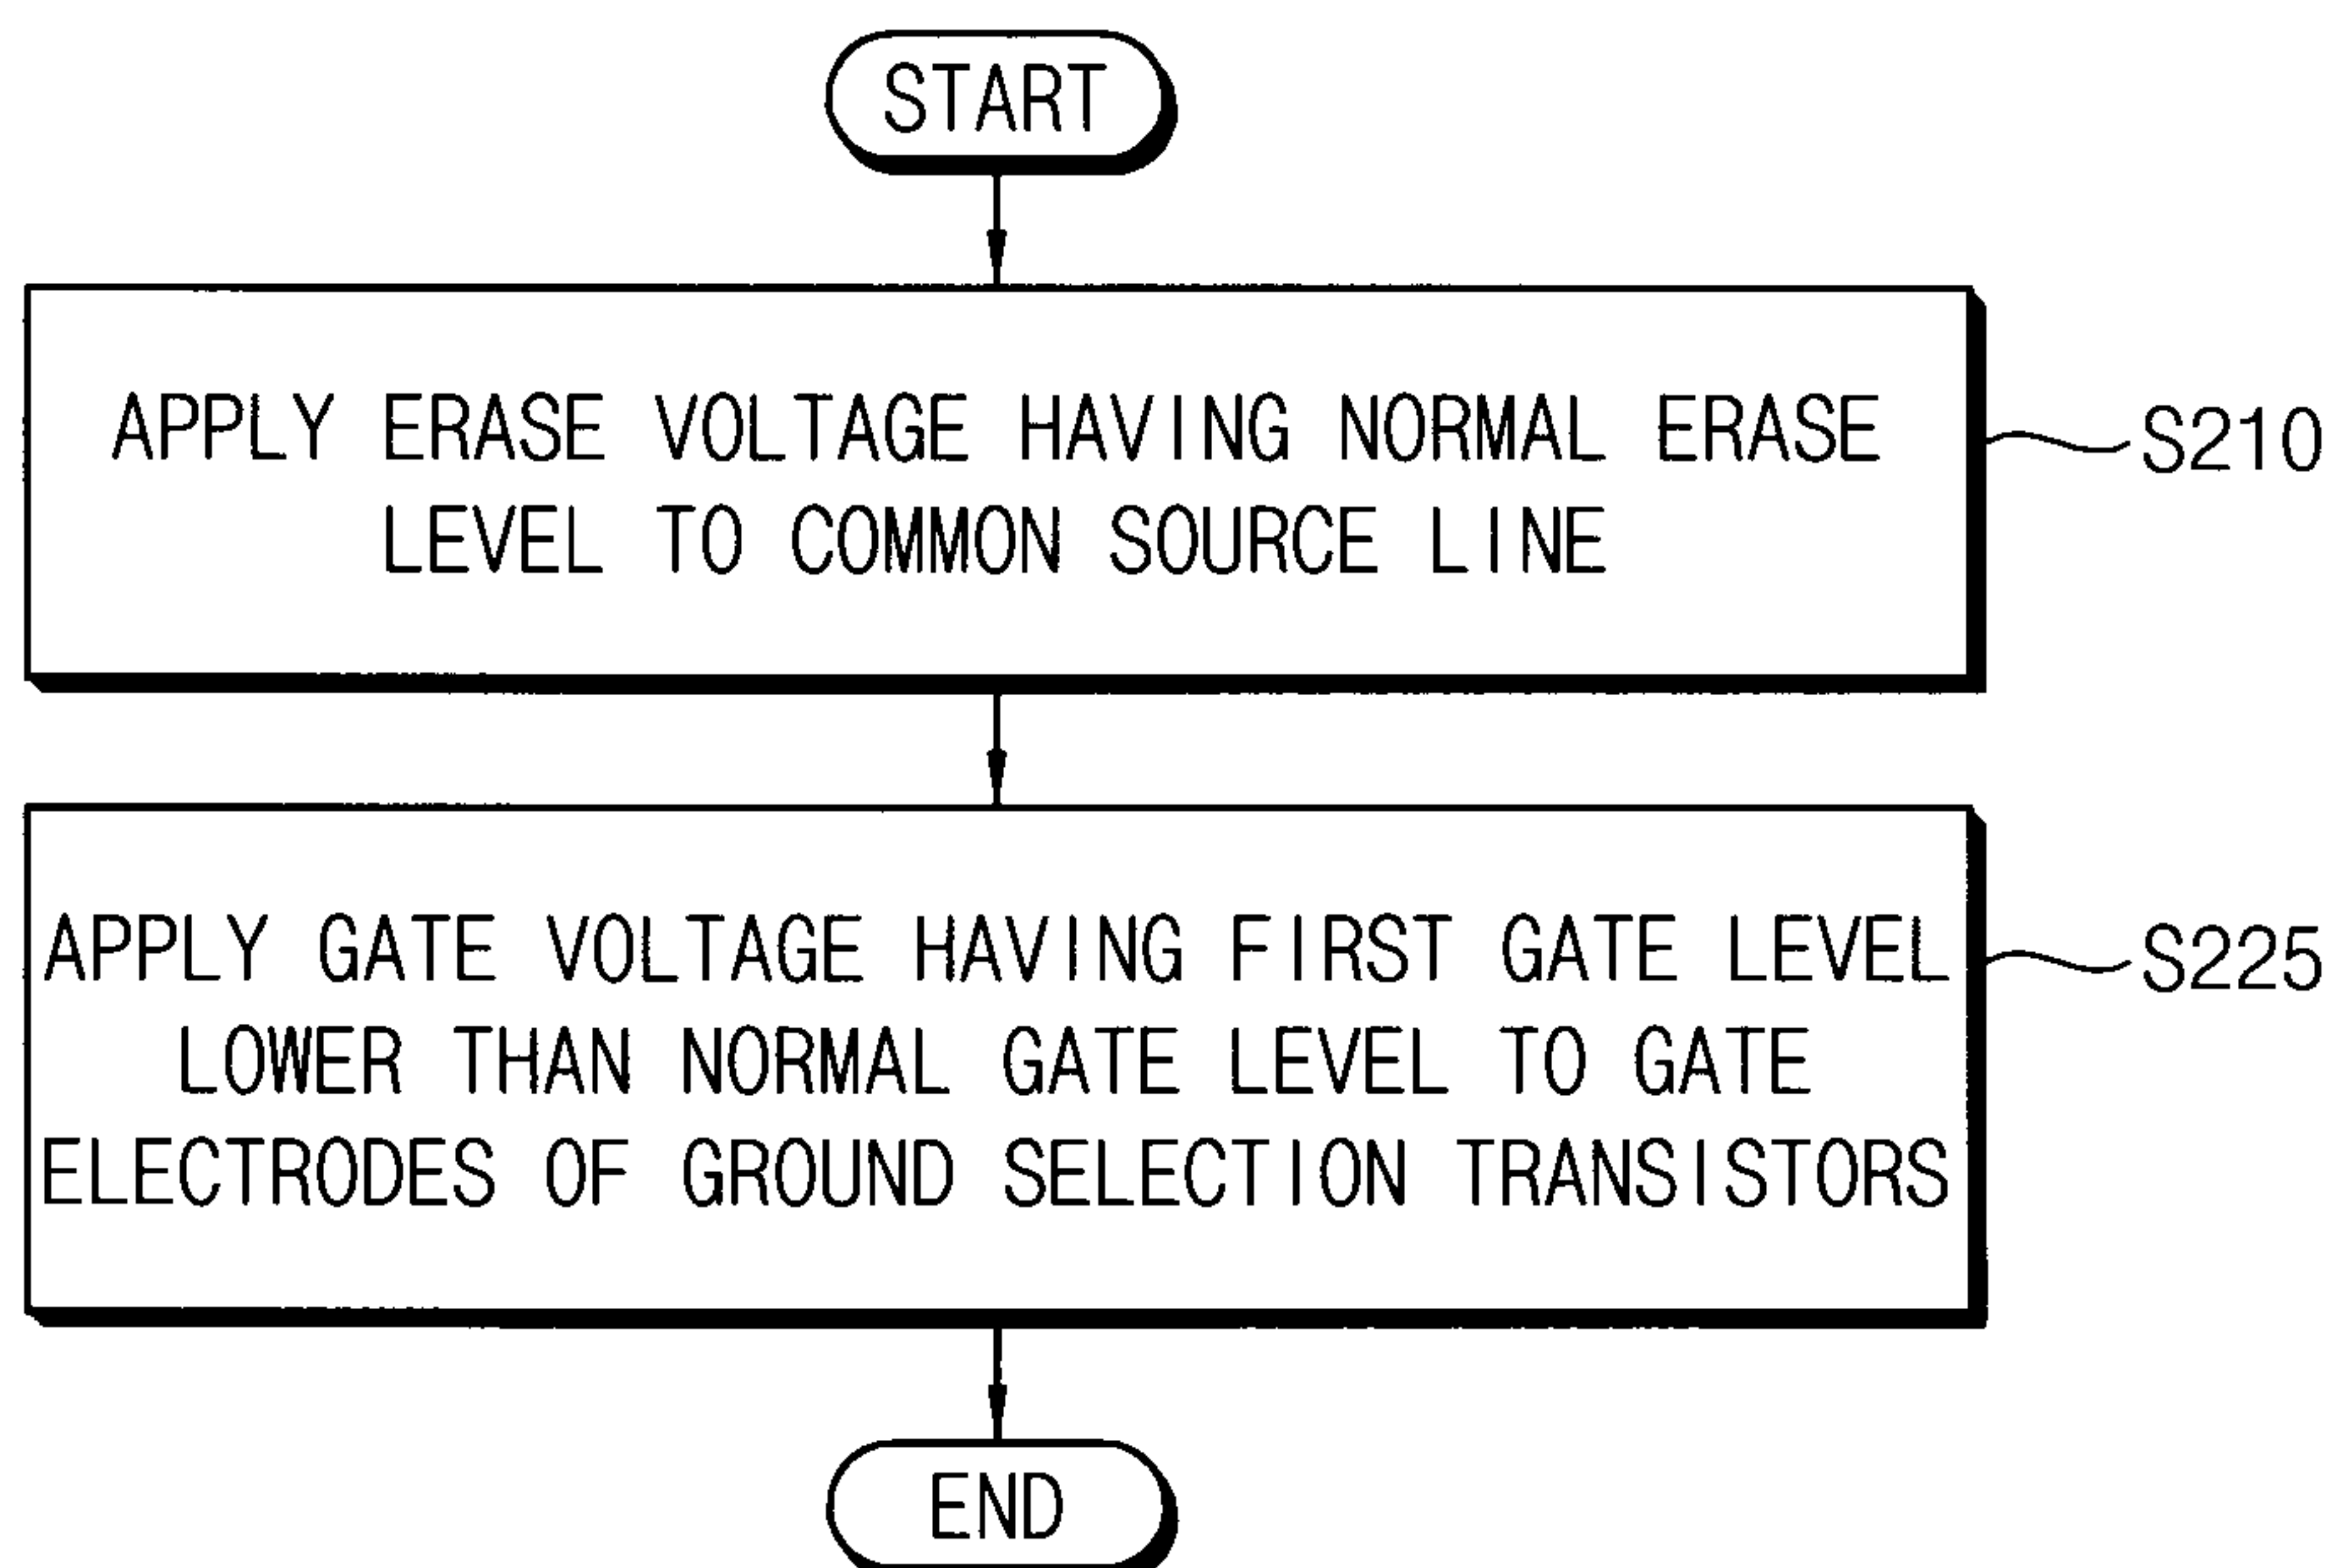 START
APPLY ERASE VOLTAGE HAVING NORMAL ERASE
LEVEL TO COMMON SOURCE LINE
S210
APPLY GATE VOLTAGE HAVING FIRST GATE LEVEL
LOWER THAN NORMAL GATE LEVEL TO GATE
ELECTRODES OF GROUND SELECTION TRANSISTORS
S225
END